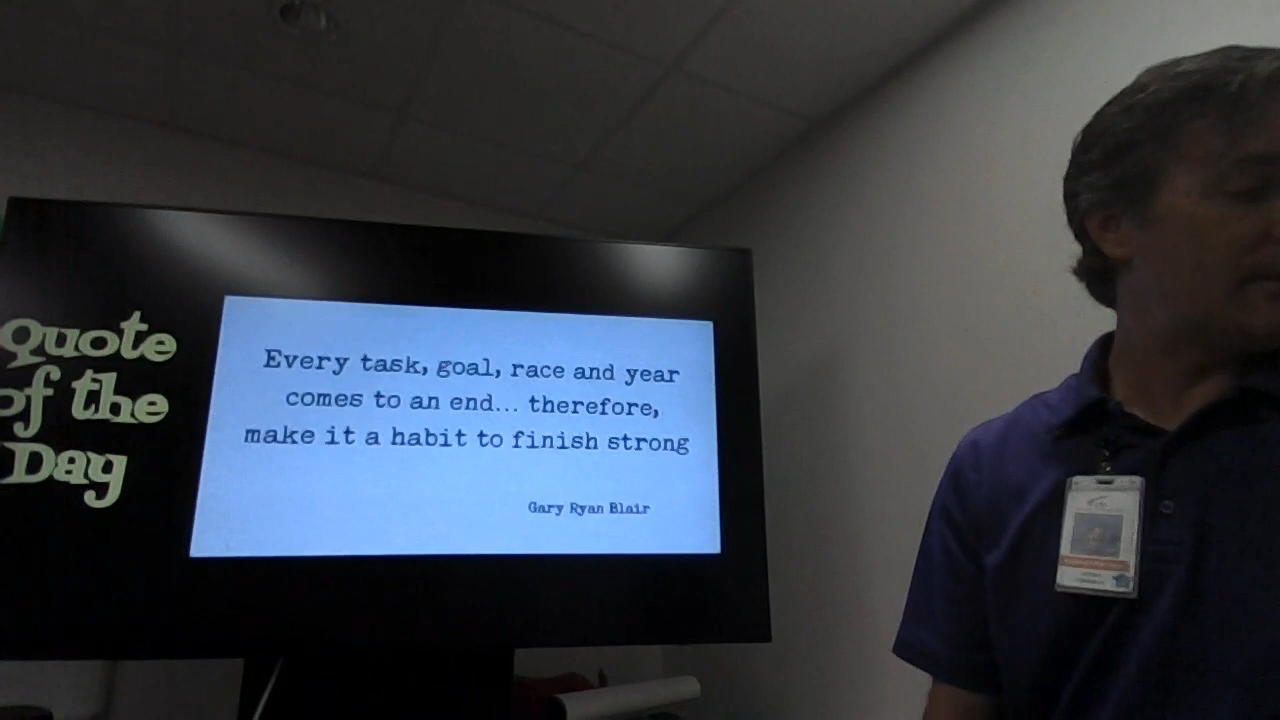 Quote
of the
Day
Every task, goal, race and year
comes to an end... therefore,
make it a habit to finish strong
Gary Ryan Blair